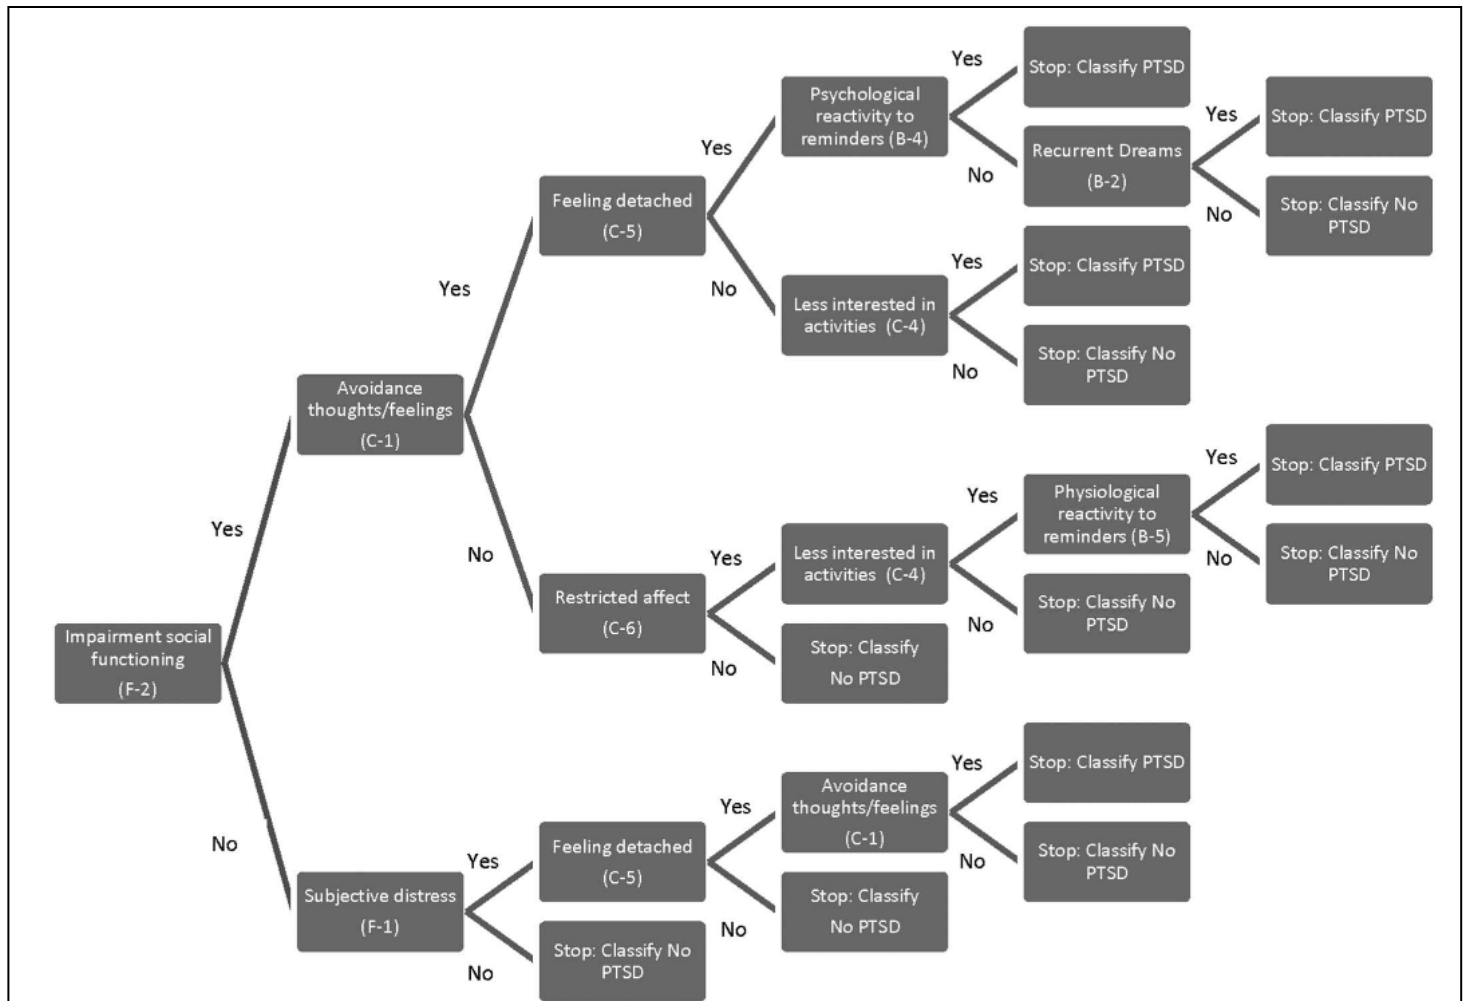 Impairment social
functioning
(F-2)
Yes
No
Avoidance
thoughts/feelings
(C-1)
Yes
No
Subjective distress
(F-1)
Yes
No
Feeling detached
(C-5)
Yes
No
Restricted affect
(C-6)
Yes
No
Feeling detached
(C-5)
Yes
No
Stop: Classify No
PTSD
Psychological
reactivity to
reminders (B-4)
Yes
No
Less interested in
activities  (C-4)
Yes
No
Less interested in
activities  (C-4)
Yes
No
Stop: Classify
No PTSD
Avoidance
thoughts/feelings
(C-1)
Yes
No
Stop: Classify
No PTSD
Stop: Classify PTSD
Recurrent Dreams
(B-2)
Yes
No
Stop: Classify PTSD
Stop: Classify No
PTSD
Physiological
reactivity to
reminders (B-5)
Yes
No
Stop: Classify No
PTSD
Stop: Classify PTSD
Stop: Classify No
PTSD
Stop: Classify PTSD
Stop: Classify No
PTSD
Stop: Classify PTSD
Stop: Classify No
PTSD